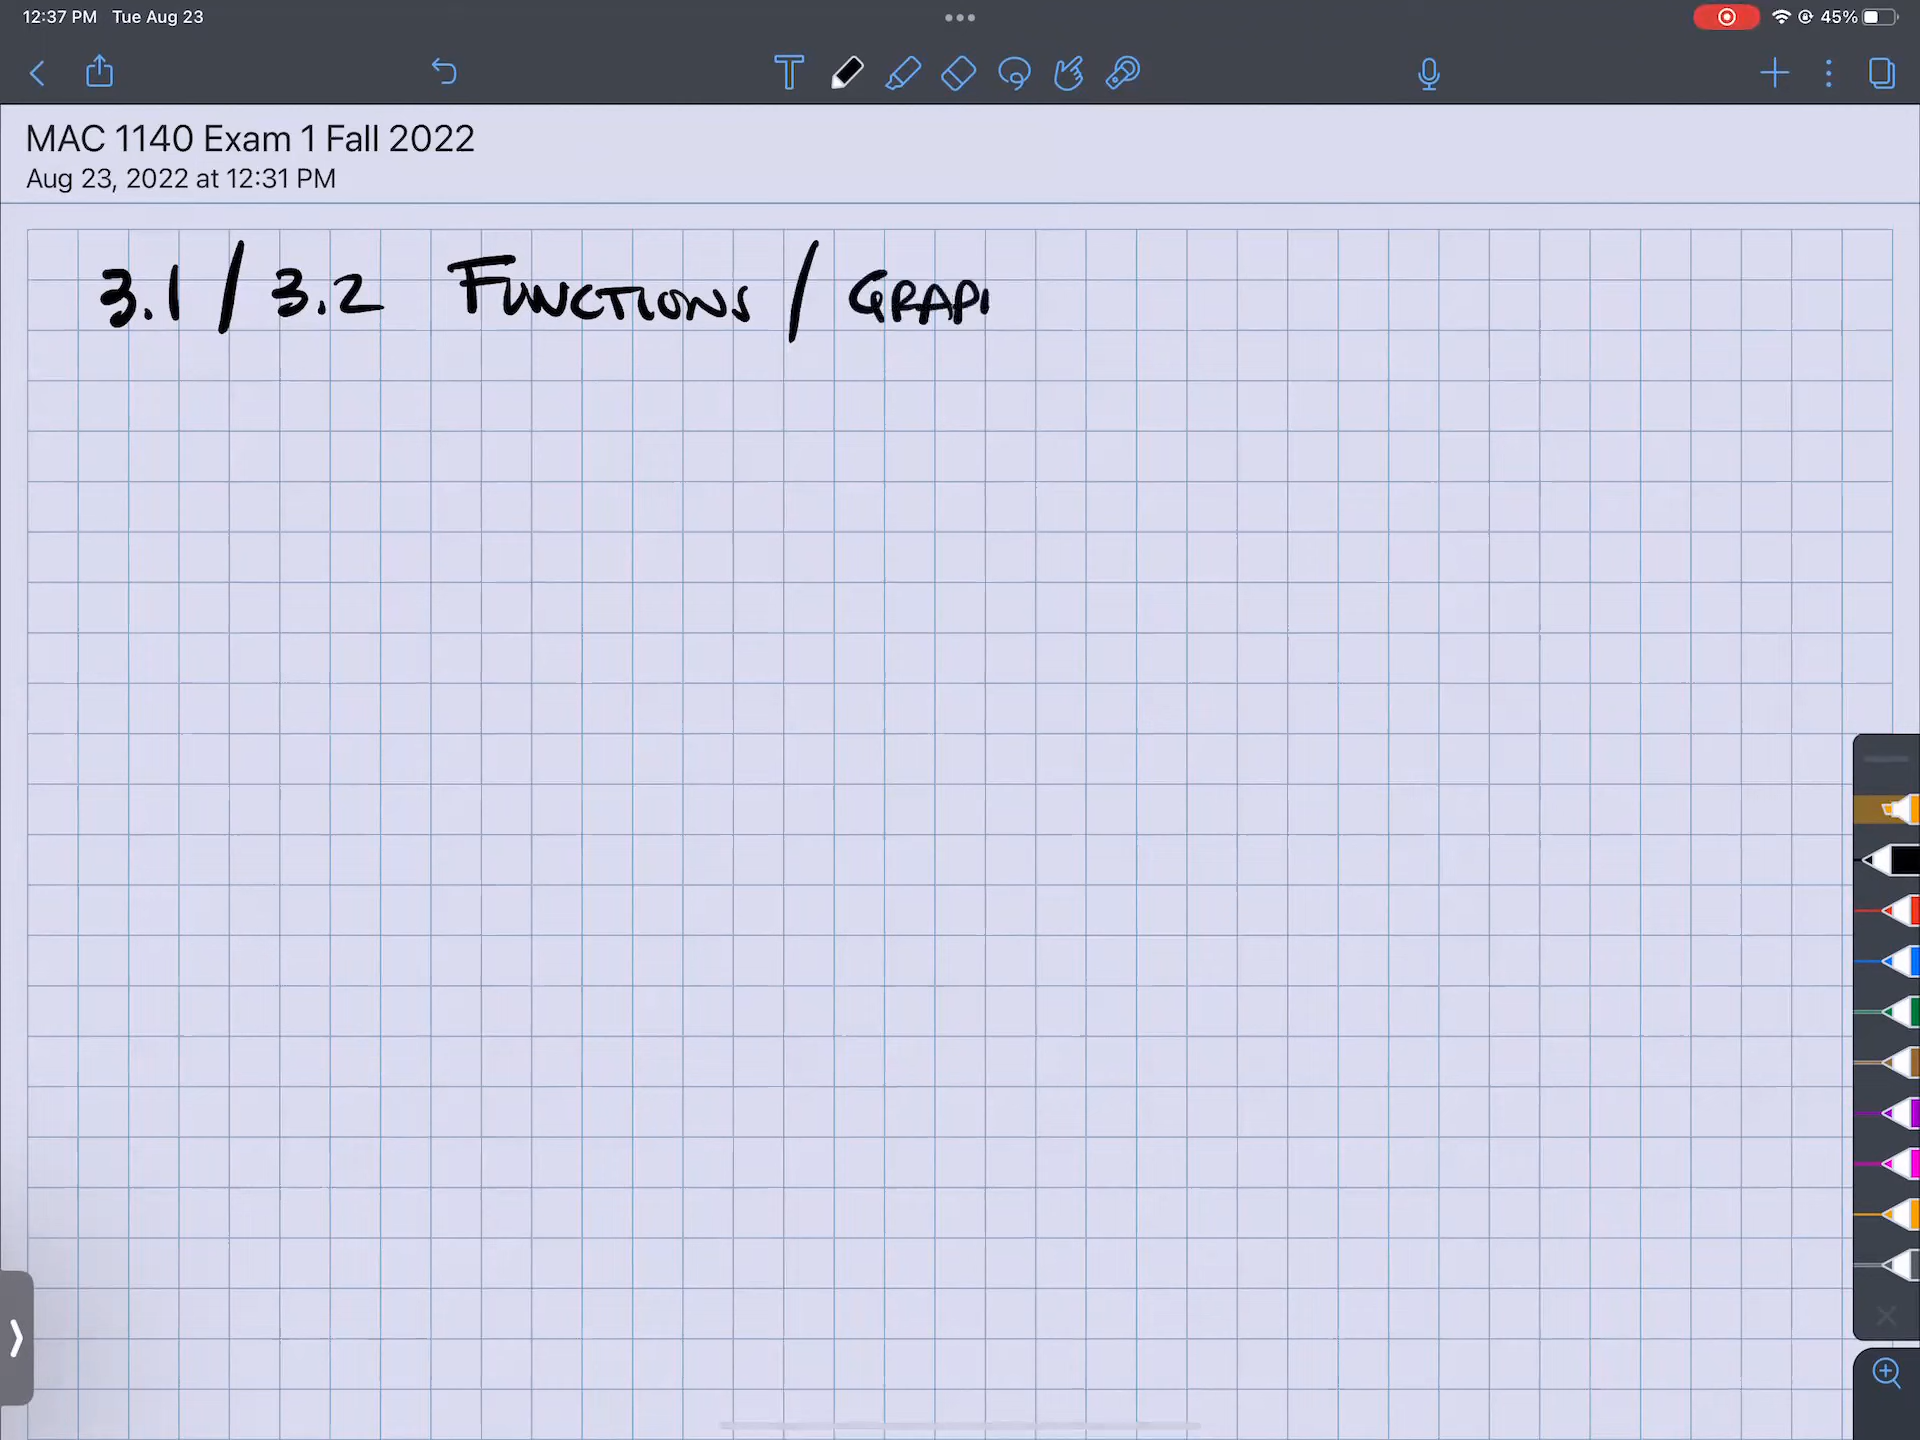 12:37 PM Tue Aug 23
45%
MAC 1140 Exam 1 Fall 2022
Aug 23, 2022 at 12:31 PM
3.1 / 3.2 FUNCTIONS / GRAPI